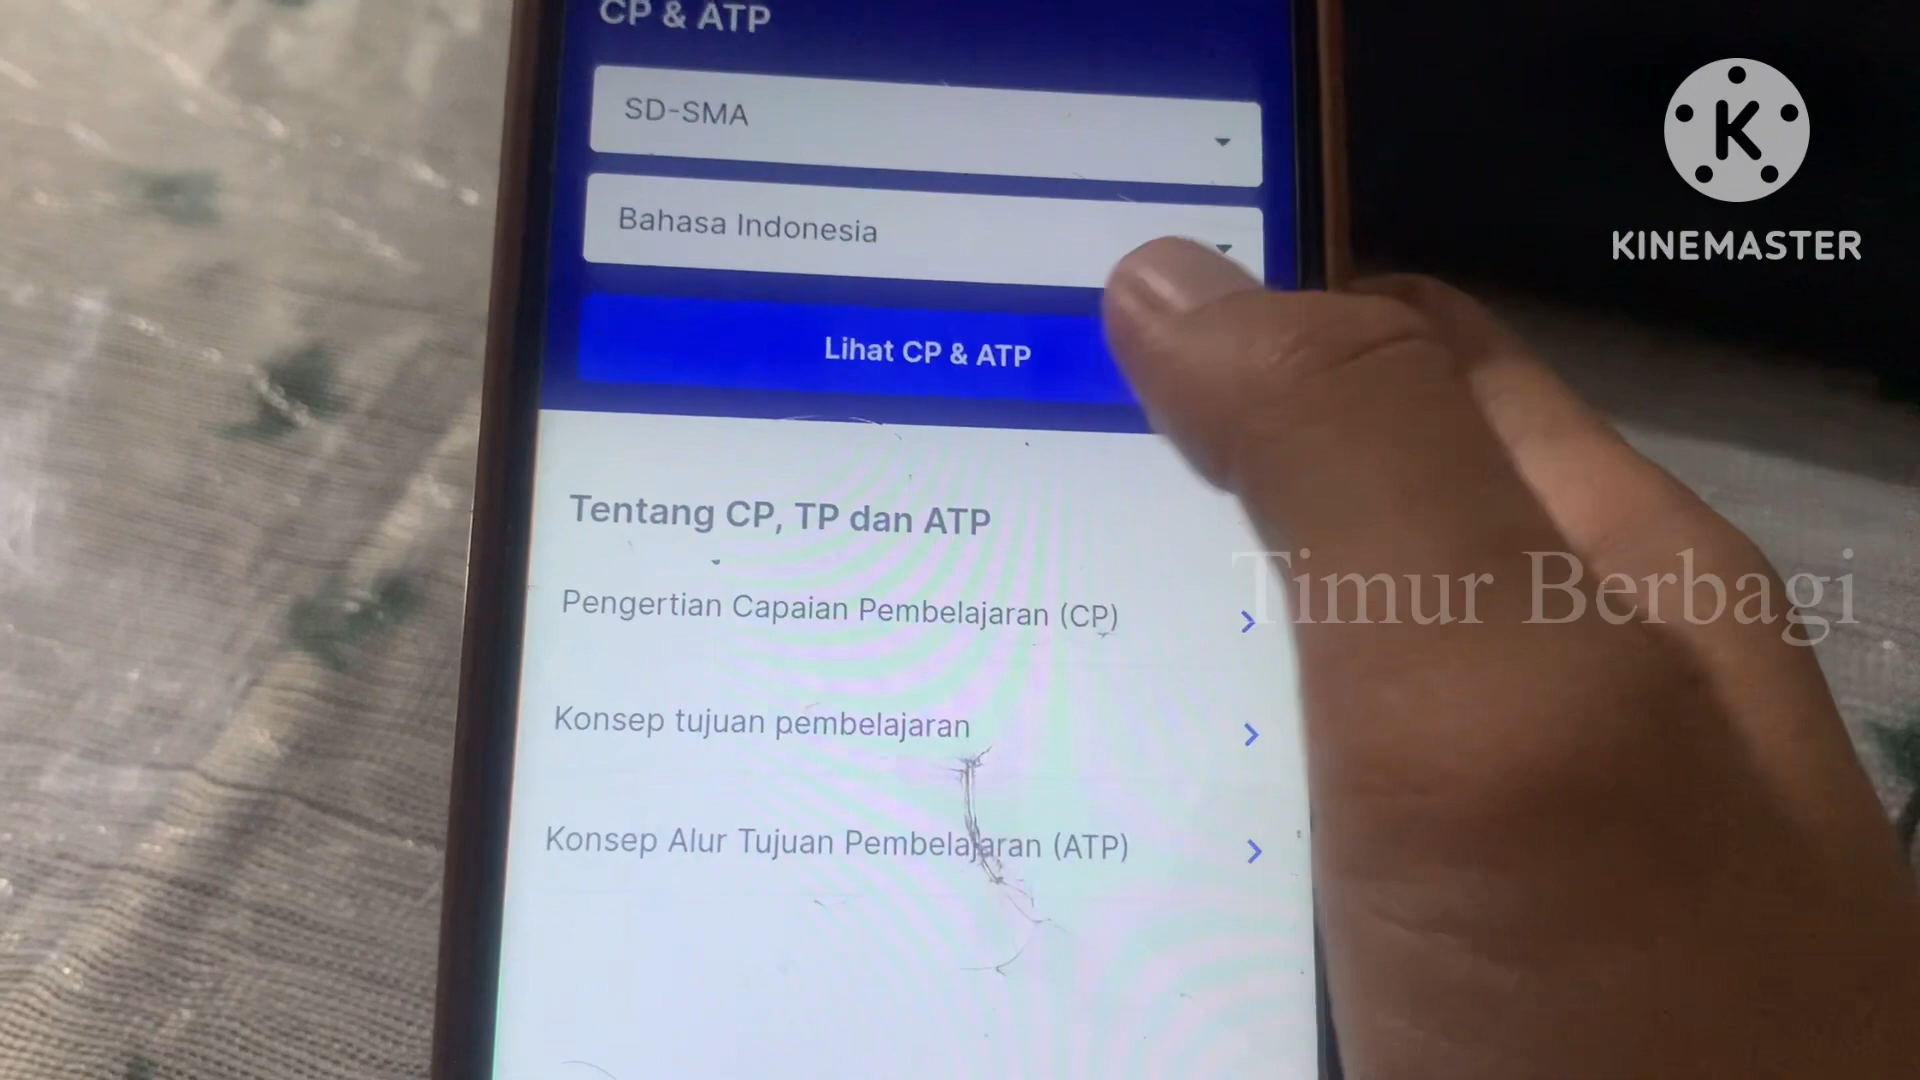 CP & ATP
SD-SMA
Bahasa Indonesia
Lihat CP & ATP
Tentang CP, TP dan ATP
Pengertian Capaian Pembelajaran (CP)
Konsep tujuan pembelajaran
Konsep Alur Tujuan Pembelajaran (ATP)
K
KINEMASTER
Timur Berbagi